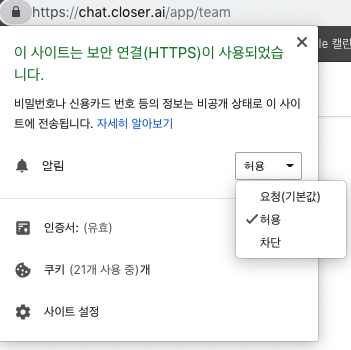 https://chat.closer.ai/app/team
le 캘린
이 사이트는 보안 연결(HTTPS)이 사용되었습
니다.
비밀번호나 신용카드 번호 등의 정보는 비공개 상태로 이 사이
트에 전송됩니다. 자세히 알아보기
알림
허용
요청(기본값)
허용
차단
인증서: (유효)
쿠키 (21개 사용 중)개
사이트 설정